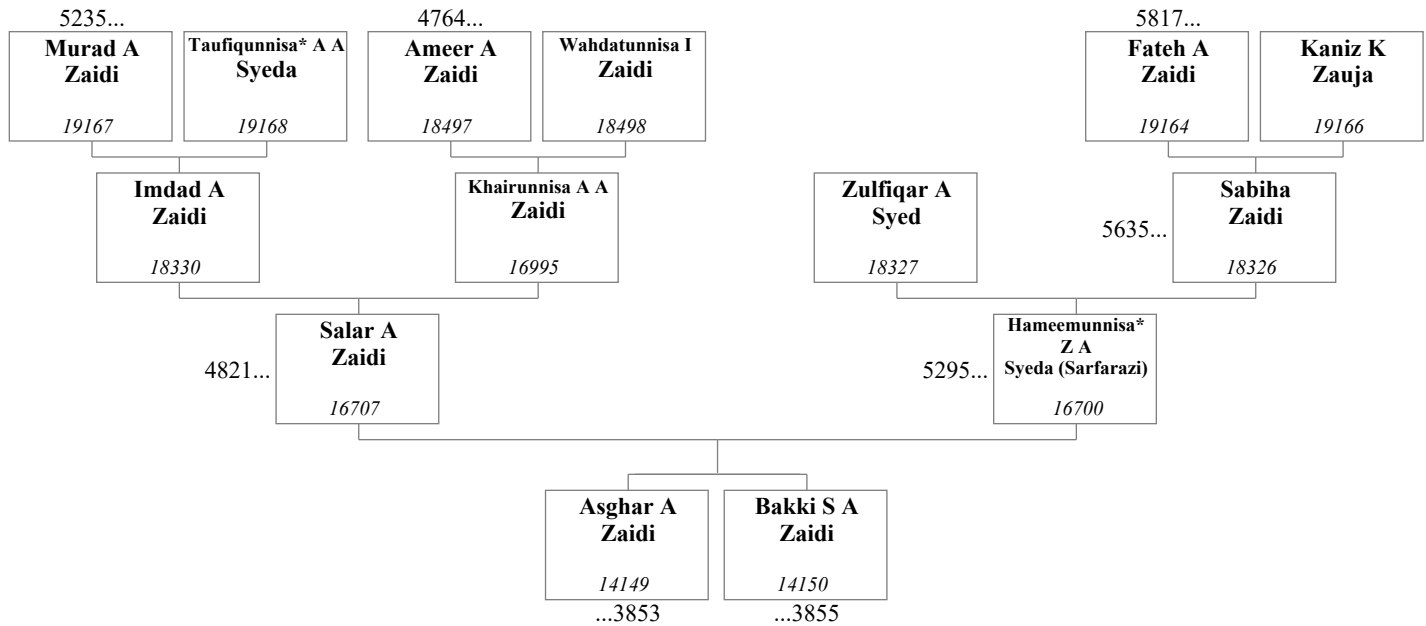 5235...
4764...
5817...
Murad A
Zaidi
19167
Taufiqunnisa* A A
Syeda
19168
Ameer A
Zaidi
18497
Wahdatunnisa I
Zaidi
18498
Fateh A
Zaidi
19164
Kaniz K
Zauja
19166
Imdad A
Zaidi
18330
Khairunnisa A A
Zaidi
16995
Zulfiqar A
Syed
18327
5635...
Sabiha
Zaidi
18326
4821...
Salar A
Zaidi
16707
5295...
Hameemunnisa*
Z A
Syeda (Sarfarazi)
16700
Asghar A
Zaidi
14149
...3853
Bakki S A
Zaidi
14150
...3855